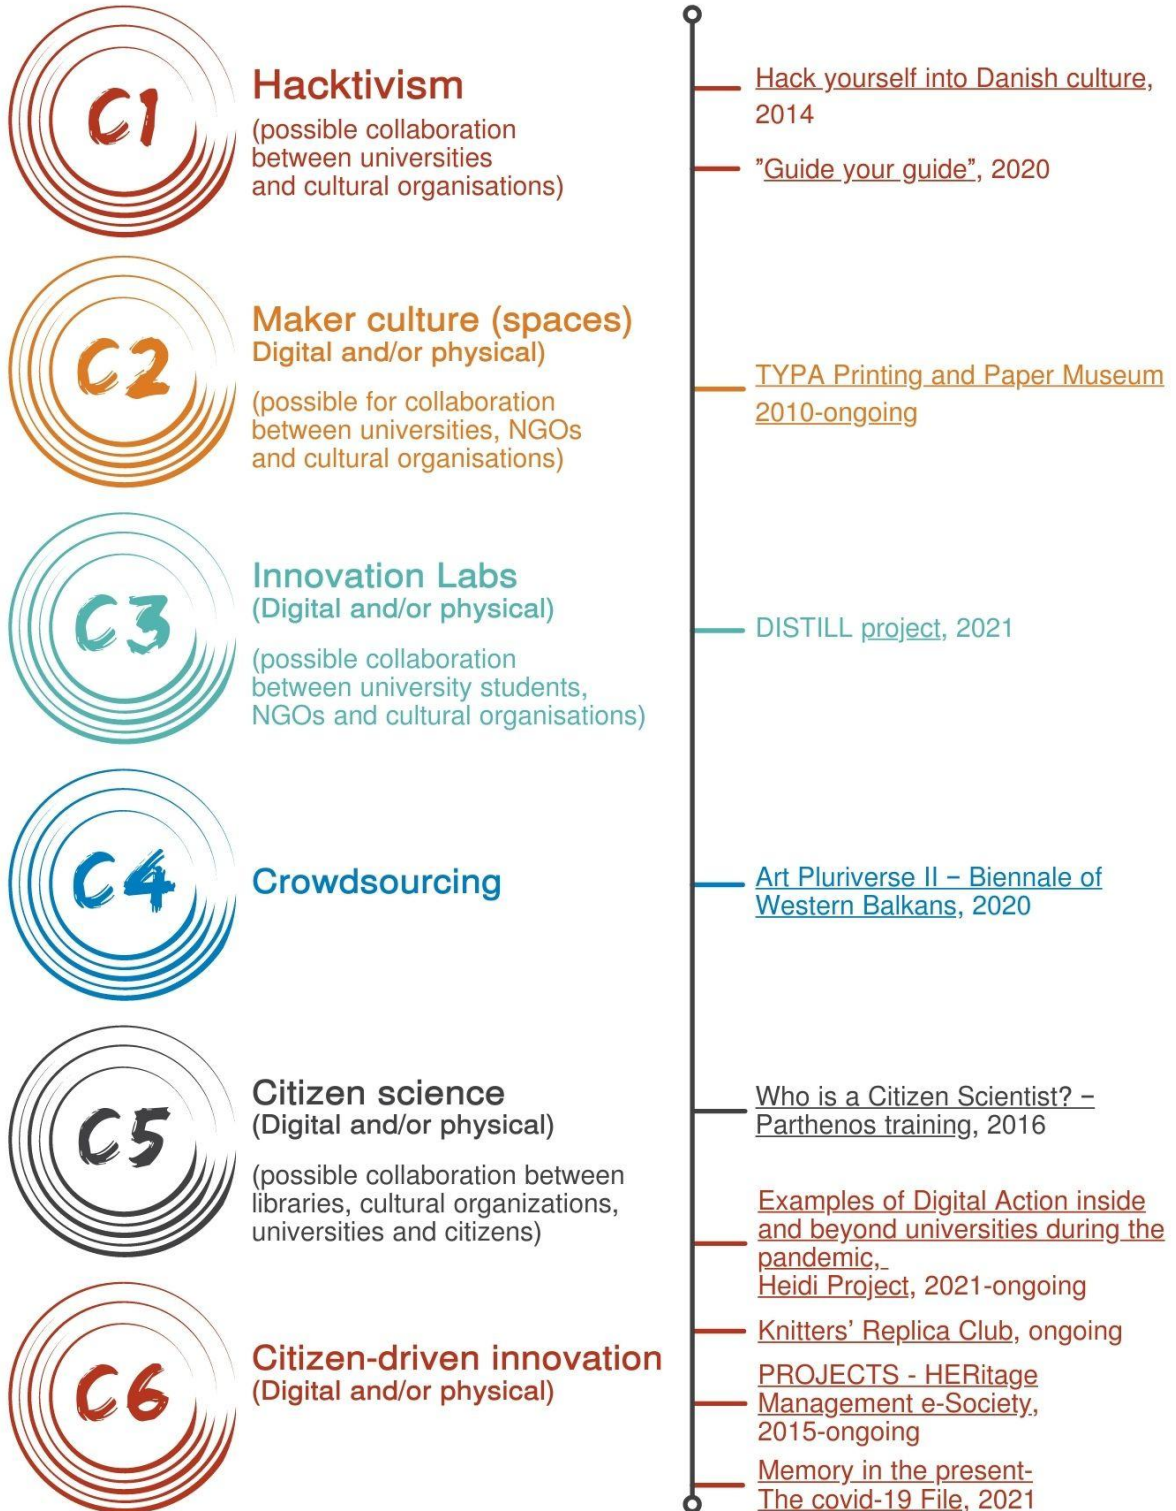 C1
Hacktivism
(possible collaboration
between universities
and cultural organisations)
Hack yourself into Danish culture,
2014
”Guide your guide”, 2020
C2
Maker culture (spaces)
Digital and/or physical)
(possible for collaboration
between universities, NGOs
and cultural organisations)
TYPA Printing and Paper Museum
2010-ongoing
C3
Innovation Labs
(Digital and/or physical)
(possible collaboration
between university students,
NGOs and cultural organisations)
DISTILL project, 2021
C4
Crowdsourcing
Art Pluriverse II – Biennale of
Western Balkans, 2020
C5
Citizen science
(Digital and/or physical)
(possible collaboration between
libraries, cultural organizations,
universities and citizens)
Who is a Citizen Scientist? –
Parthenos training, 2016
C6
Citizen-driven innovation
(Digital and/or physical)
Examples of Digital Action inside
and beyond universities during the
pandemic,
Heidi Project, 2021-ongoing
Knitters’ Replica Club, ongoing
PROJECTS - HERitage
Management e-Society,
2015-ongoing
Memory in the present-
The covid-19 File, 2021